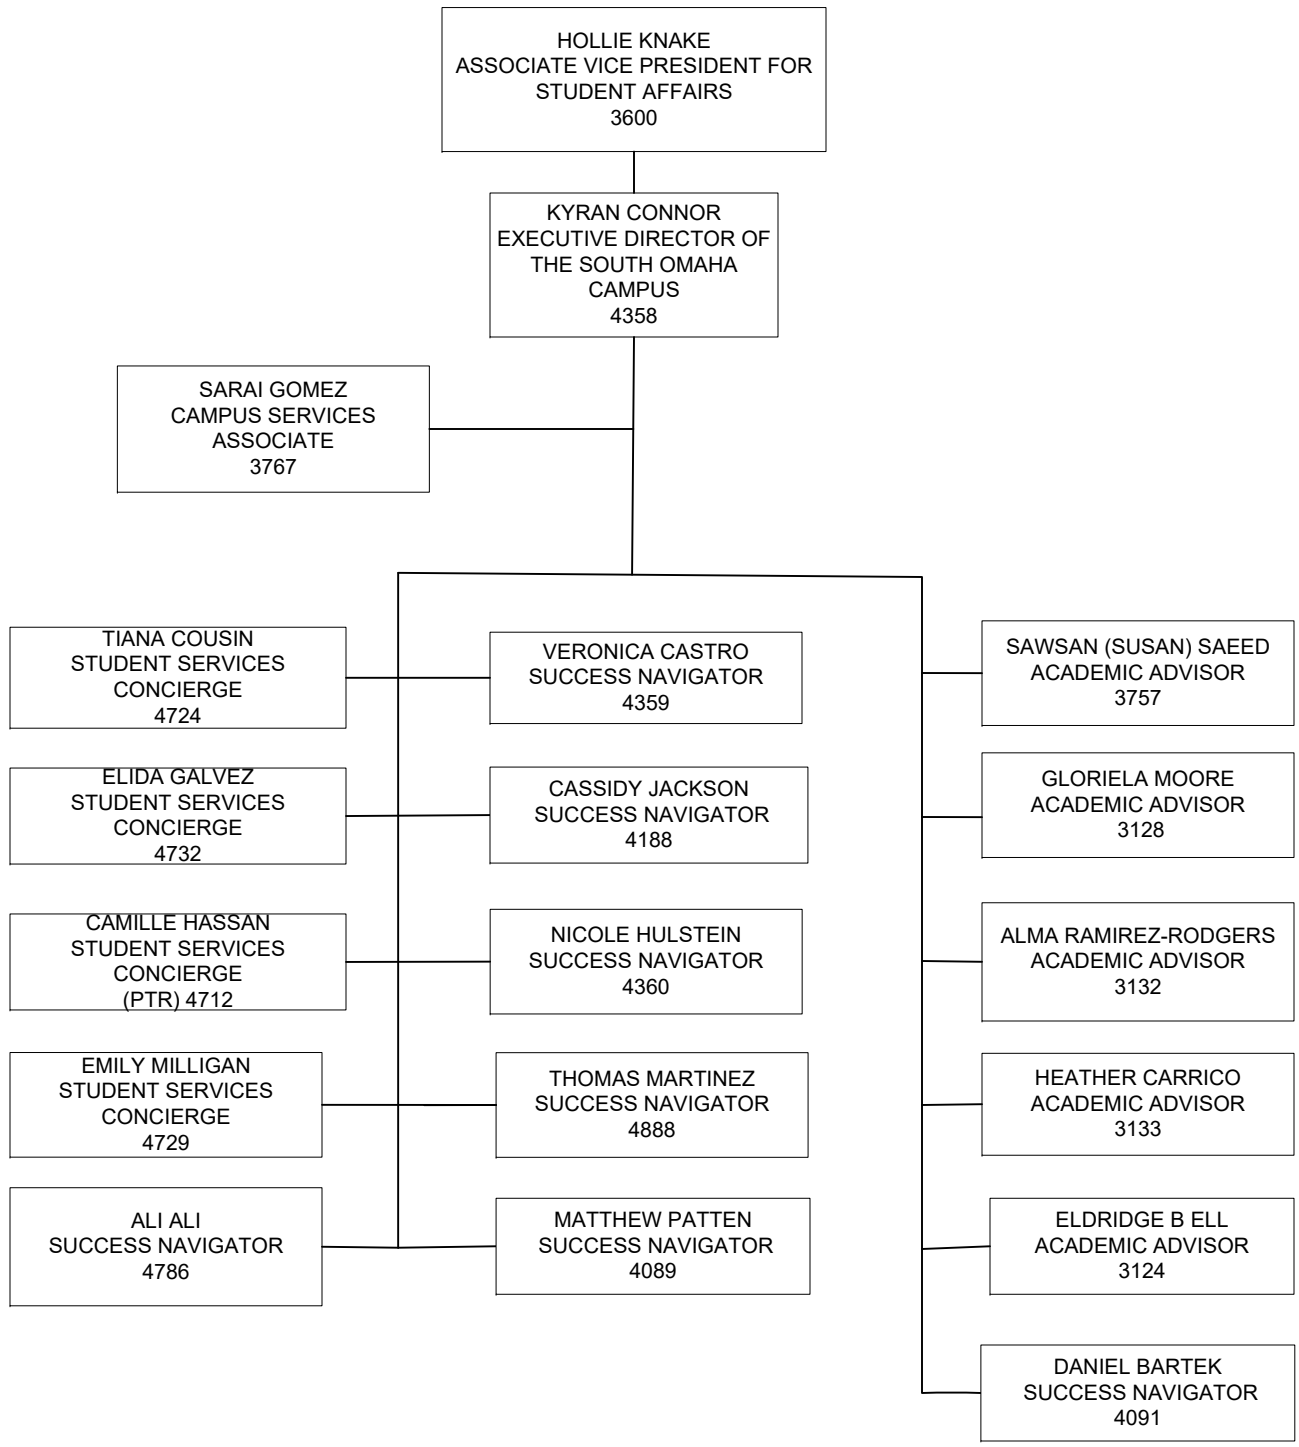 HOLLIE KNAKE
ASSOCIATE VICE PRESIDENT FOR
STUDENT AFFAIRS
3600
KYRAN CONNOR
EXECUTIVE DIRECTOR OF
THE SOUTH OMAHA
CAMPUS
4358
SARAI GOMEZ
CAMPUS SERVICES
ASSOCIATE
3767
TIANA COUSIN
STUDENT SERVICES
CONCIERGE
4724
VERONICA CASTRO
SUCCESS NAVIGATOR
4359
SAWSAN (SUSAN) SAEED
ACADEMIC ADVISOR
3757
ELIDA GALVEZ
STUDENT SERVICES
CONCIERGE
4732
CASSIDY JACKSON
SUCCESS NAVIGATOR
4188
GLORIELA MOORE
ACADEMIC ADVISOR
3128
CAMILLE HASSAN
STUDENT SERVICES
CONCIERGE
(PTR) 4712
NICOLE HULSTEIN
SUCCESS NAVIGATOR
4360
ALMA RAMIREZ-RODGERS
ACADEMIC ADVISOR
3132
EMILY MILLIGAN
STUDENT SERVICES
CONCIERGE
4729
THOMAS MARTINEZ
SUCCESS NAVIGATOR
4888
HEATHER CARRICO
ACADEMIC ADVISOR
3133
ALI ALI
SUCCESS NAVIGATOR
4786
MATTHEW PATTEN
SUCCESS NAVIGATOR
4089
ELDRIDGE B ELL
ACADEMIC ADVISOR
3124
DANIEL BARTEK
SUCCESS NAVIGATOR
4091